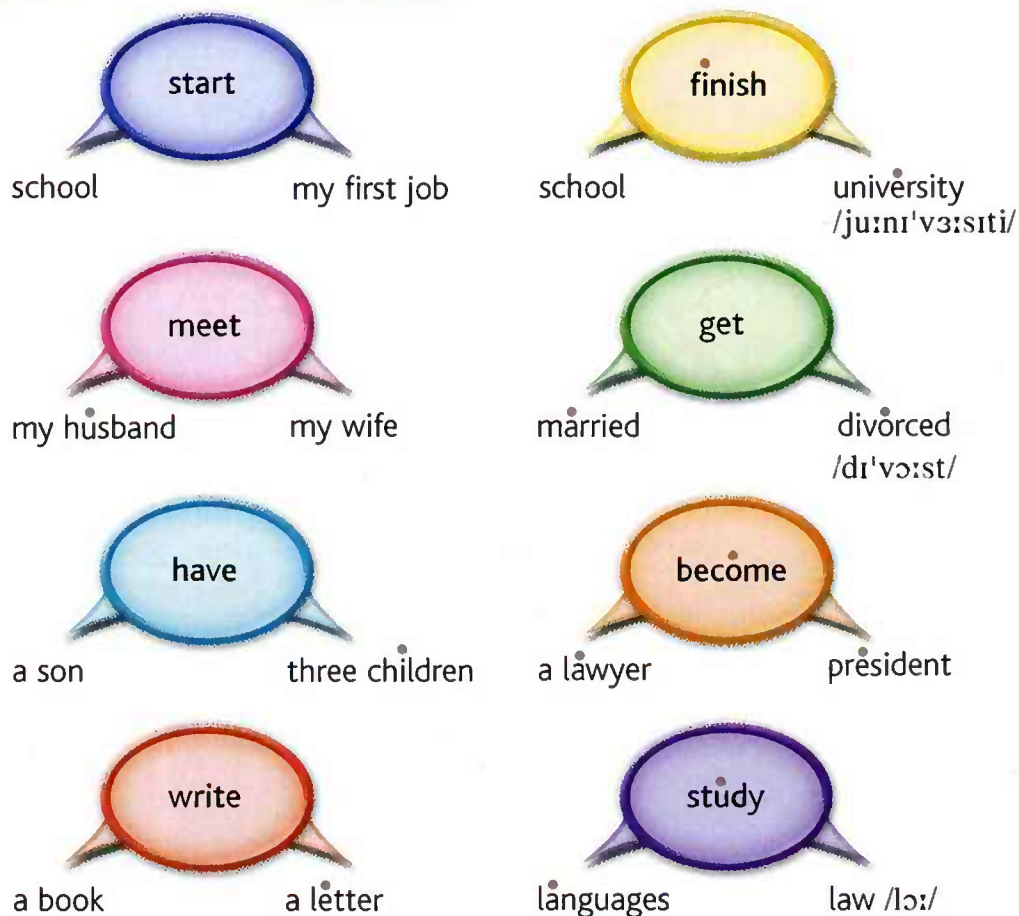 start
school my first job
finish
school university
/juːnɪˈvɜːsɪti/
meet
my husband my wife
get
married divorced
/dɪˈvɔːst/
have
a son three children
become
a lawyer president
write
a book a letter
study
languages law /lɔː/